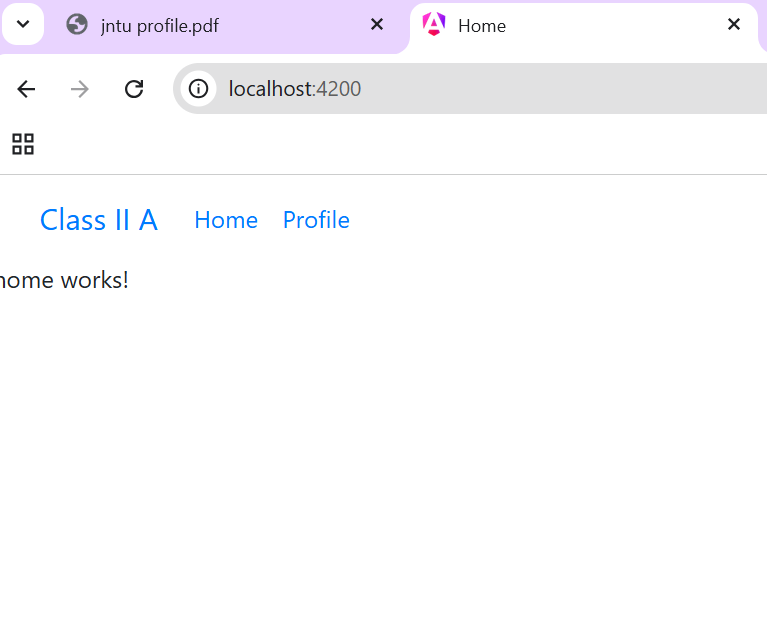 jntu profile.pdf
Home
localhost:4200
Class II A Home Profile
home works!